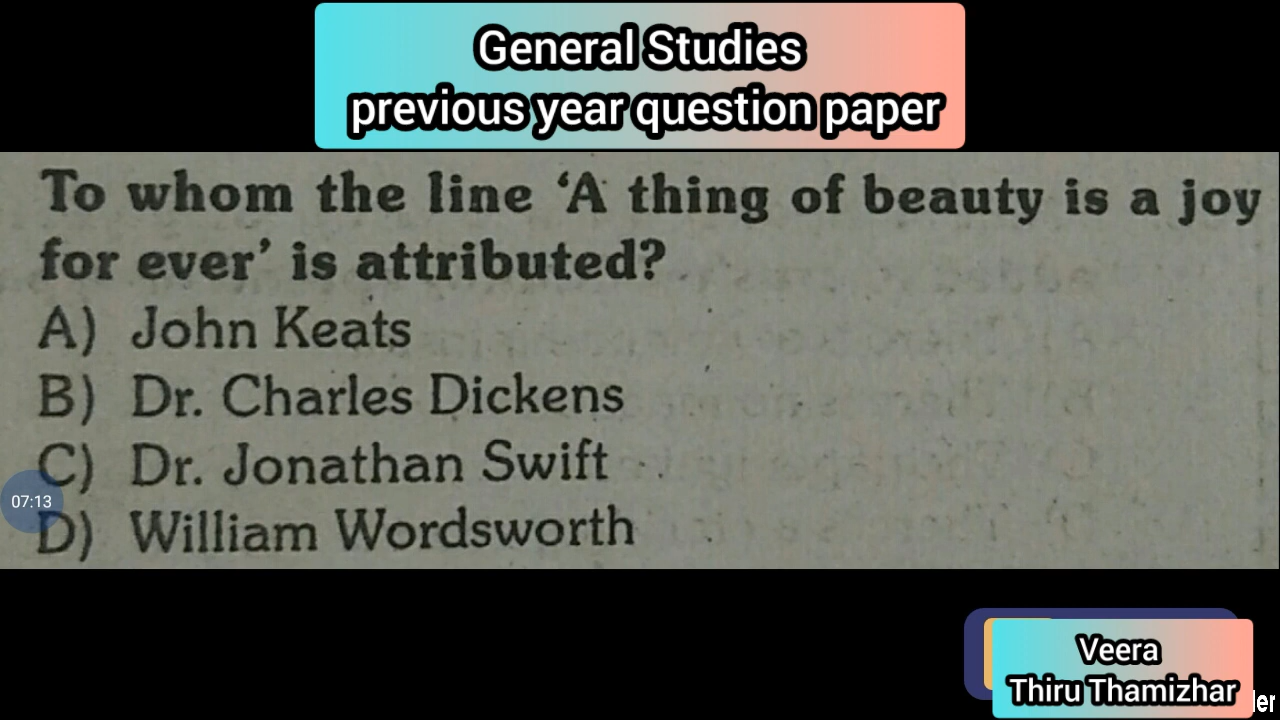 General Studies
previous year question paper
To whom the line ‘A thing of beauty is a joy
for ever’ is attributed?
A) John Keats
B) Dr. Charles Dickens
C) Dr. Jonathan Swift
07:13
D) William Wordsworth
Veera
Thiru Thamizhar